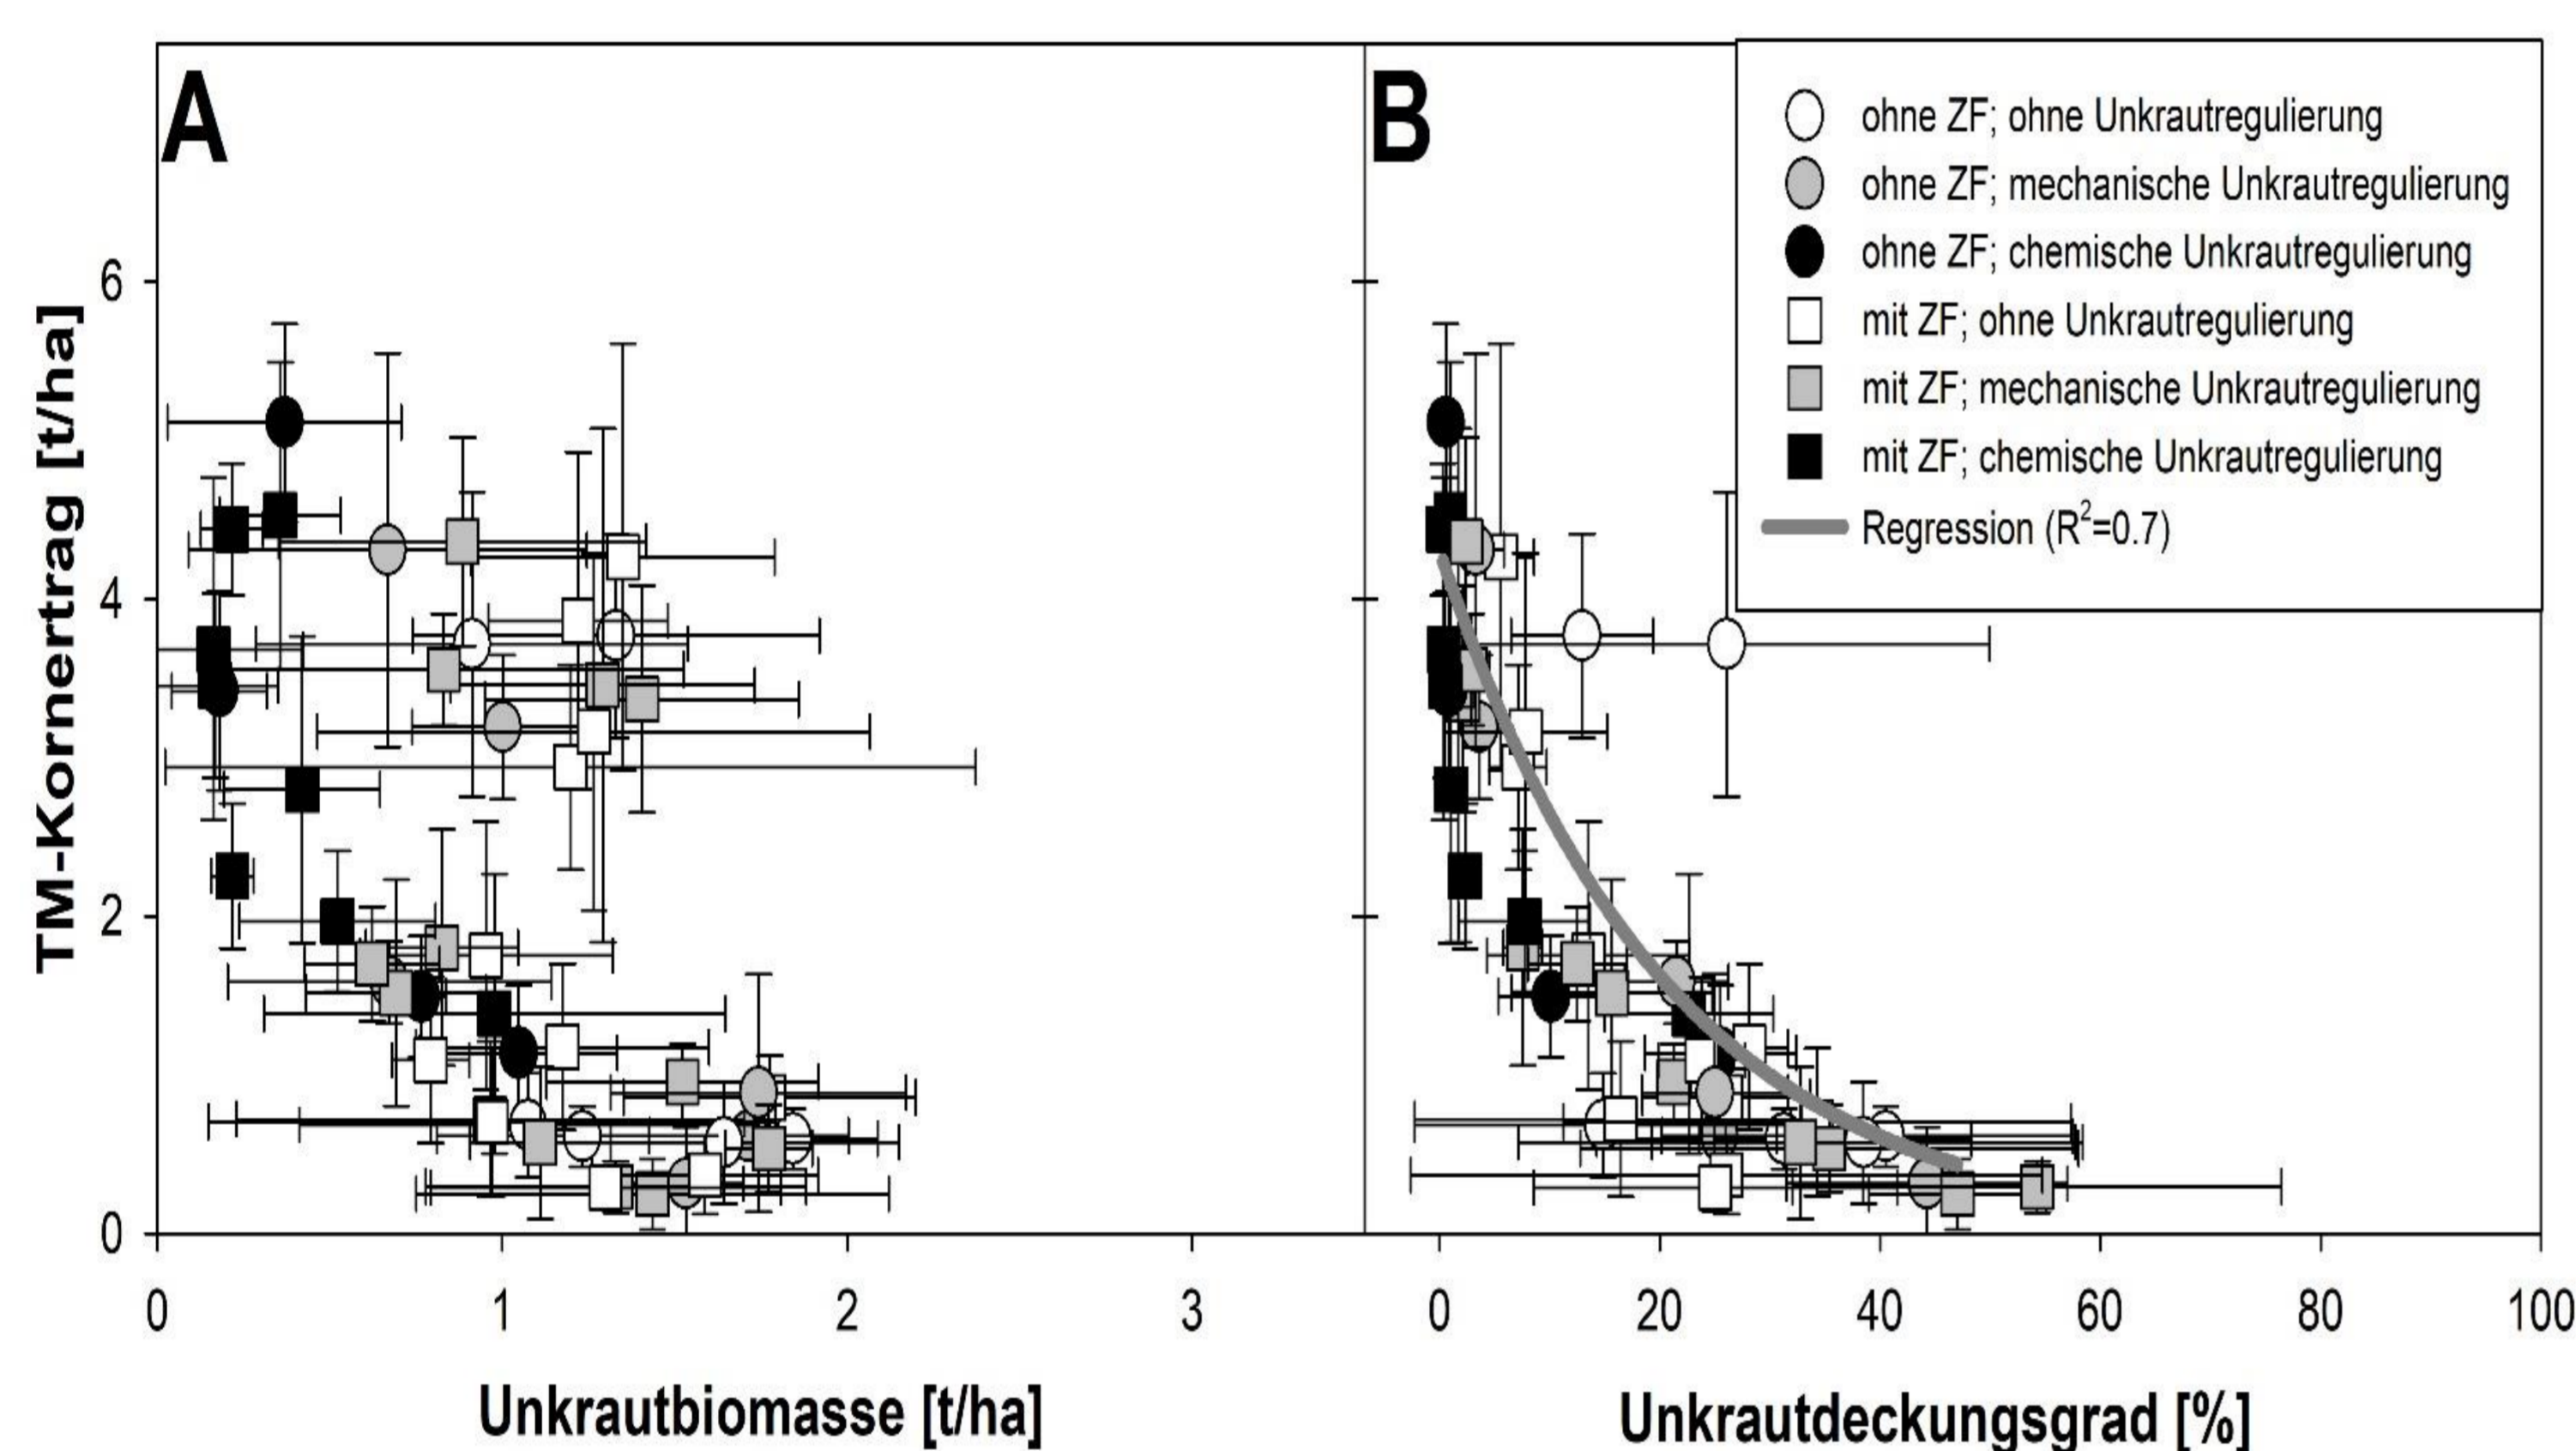 A
B
ohne ZF; ohne Unkrautregulierung
ohne ZF; mechanische Unkrautregulierung
ohne ZF; chemische Unkrautregulierung
mit ZF; ohne Unkrautregulierung
mit ZF; mechanische Unkrautregulierung
mit ZF; chemische Unkrautregulierung
Regression (R²=0.7)
TM-Kornertrag [t/ha]
6
4
2
0
0 1 2 3
0 20 40 60 80 100
Unkrautbiomasse [t/ha]
Unkrautdeckungsgrad [%]